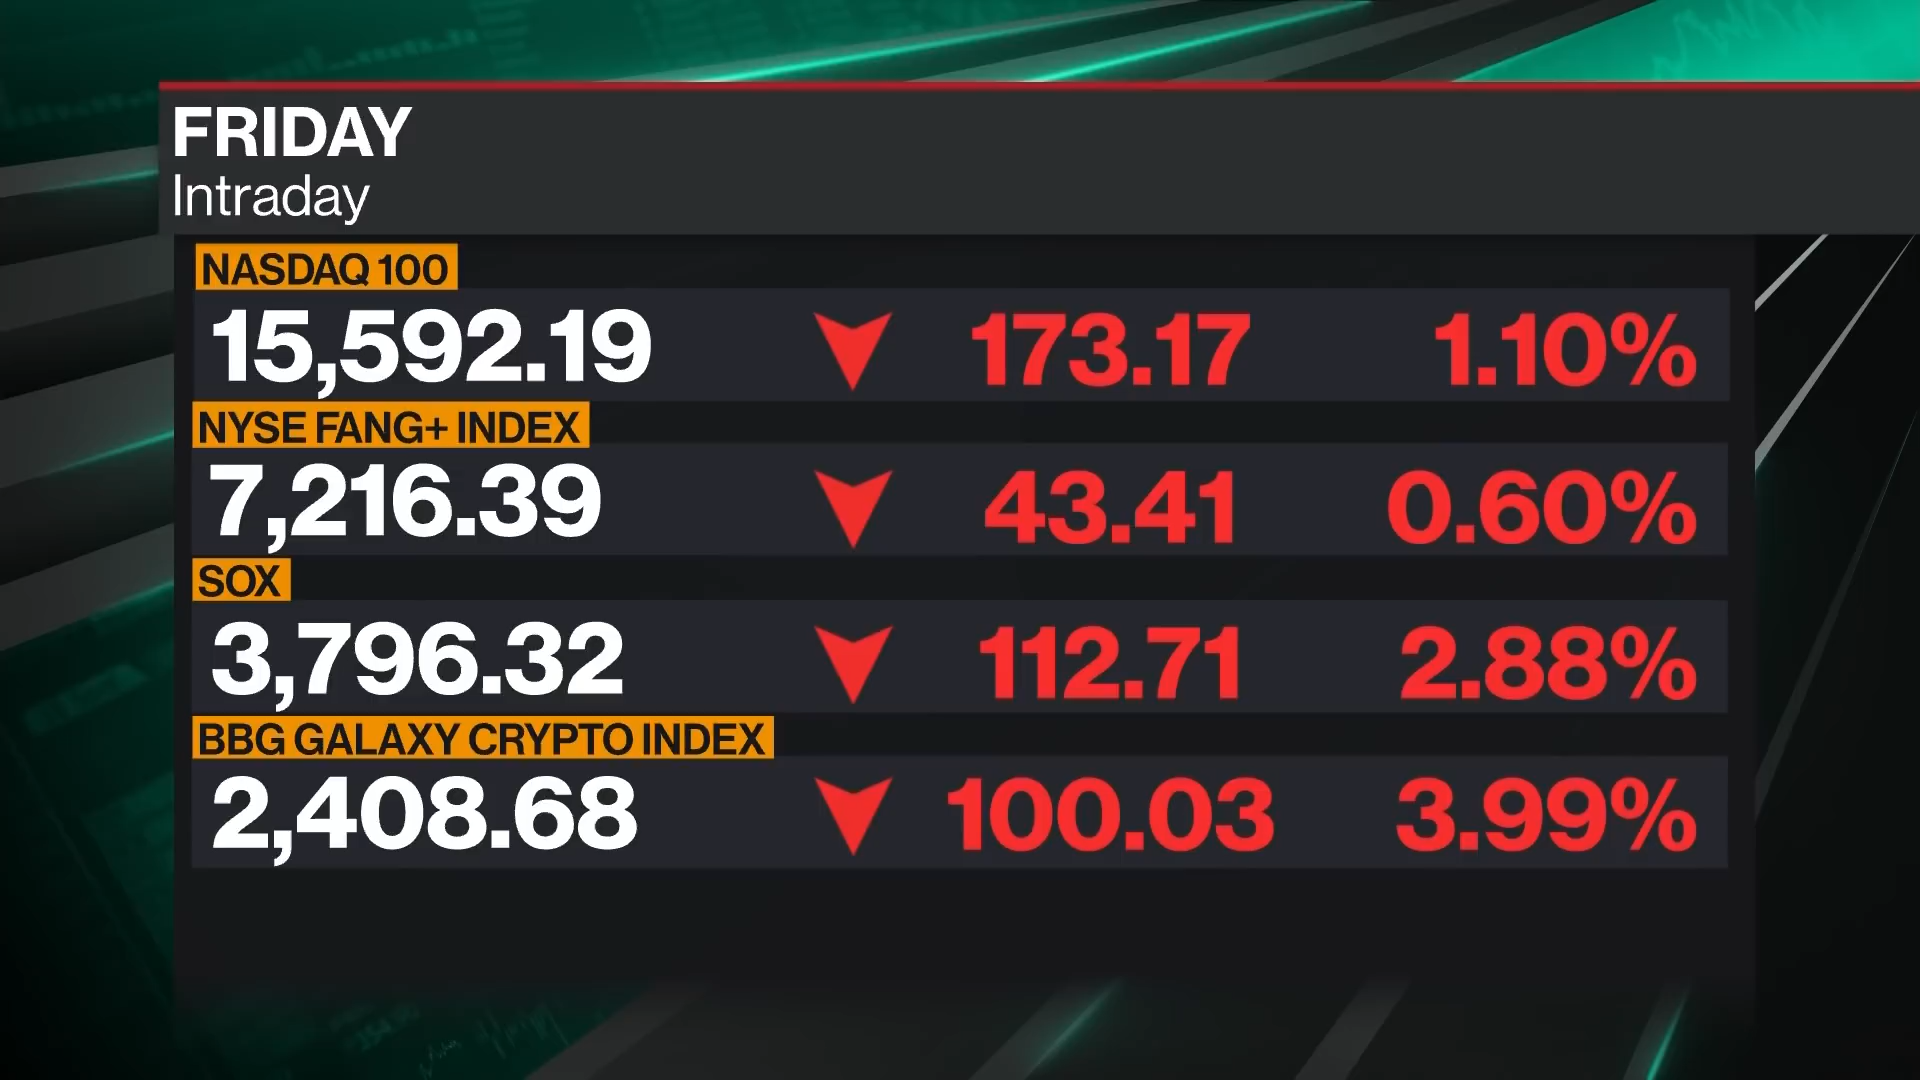 FRIDAY
Intraday
NASDAQ 100
15,592.19 173.17 1.10%
NYSE FANG+ INDEX
7,216.39 43.41 0.60%
SOX
3,796.32 112.71 2.88%
BBG GALAXY CRYPTO INDEX
2,408.68 100.03 3.99%